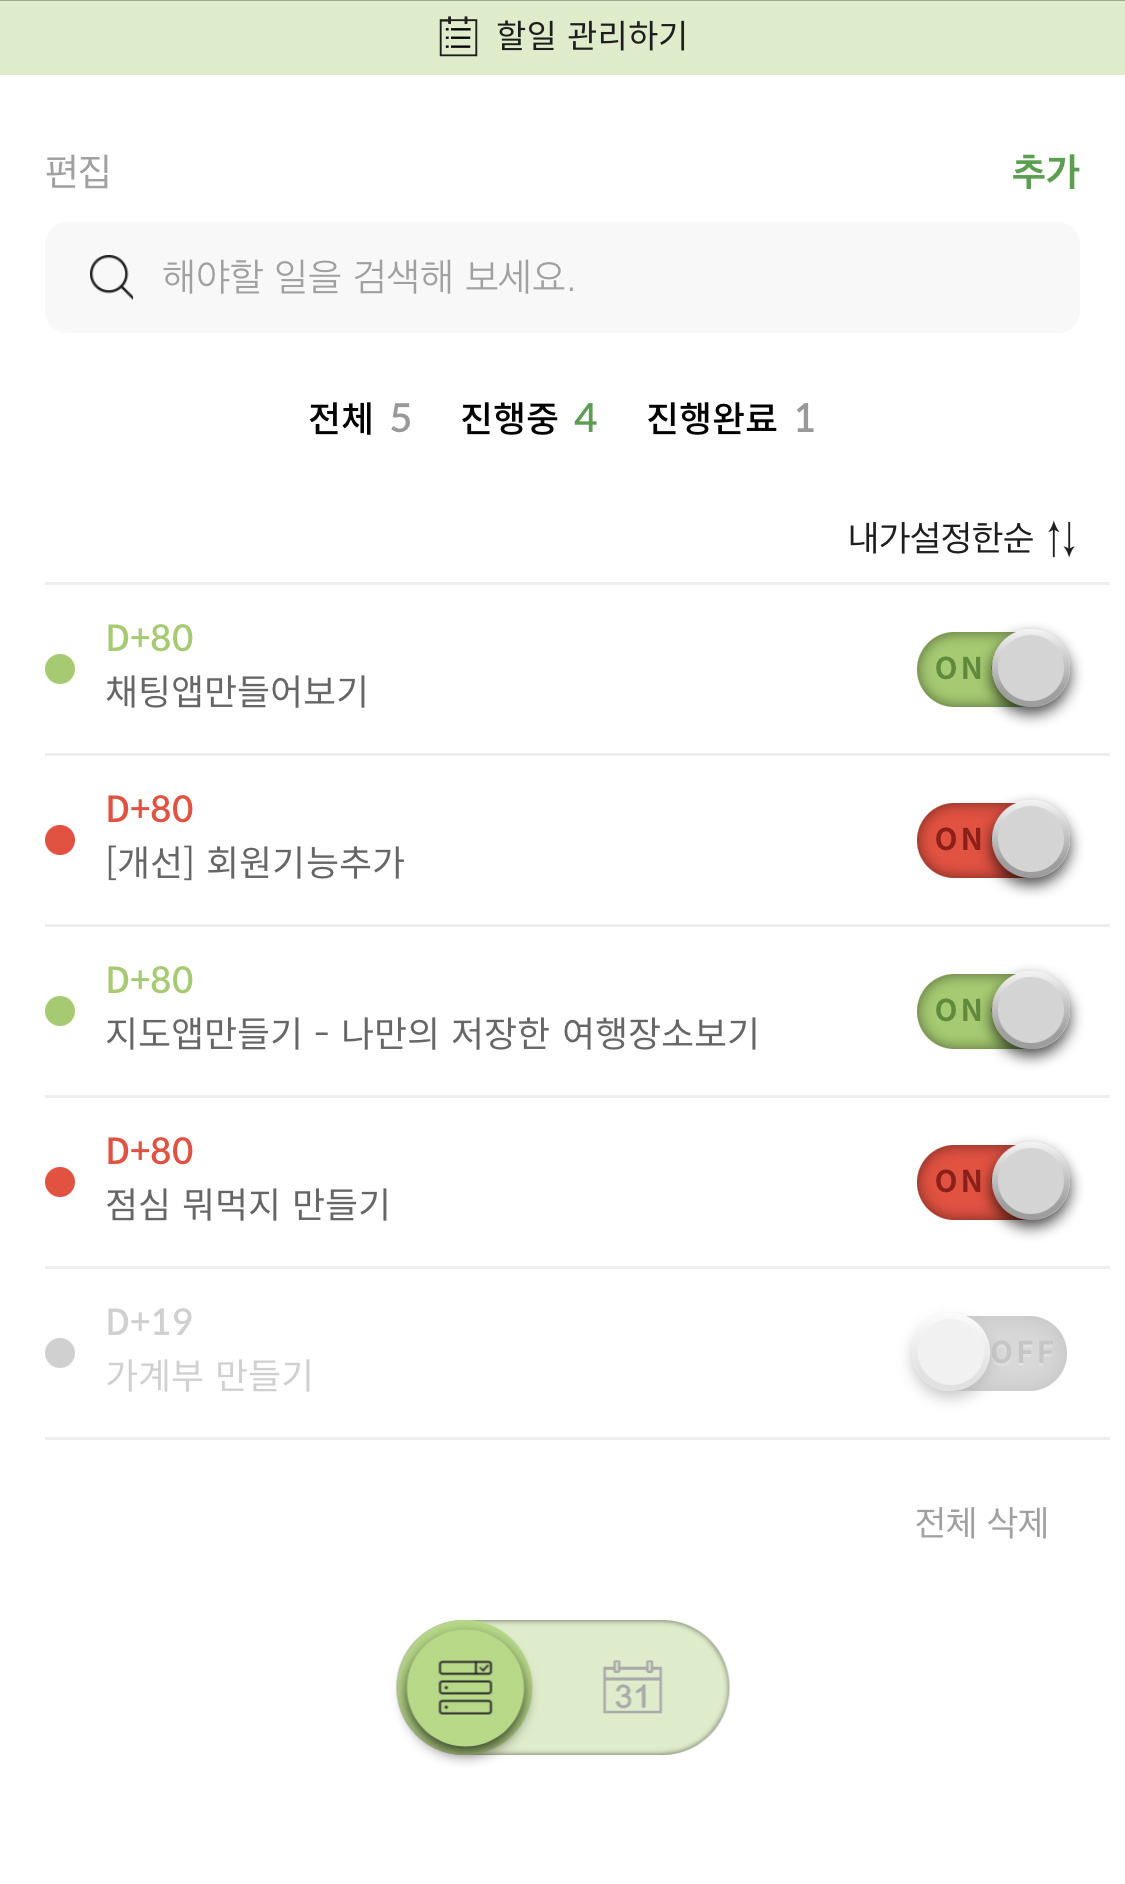 할일 관리하기
편집 추가
해야할 일을 검색해 보세요.
전체 5 진행중 4 진행완료 1
내가설정한순
D+80
채팅앱만들어보기
ON
D+80
[개선] 회원기능추가
ON
D+80
지도앱만들기 - 나만의 저장한 여행장소보기
ON
D+80
점심 뭐먹지 만들기
ON
D+19
가계부 만들기
OFF
전체 삭제
31